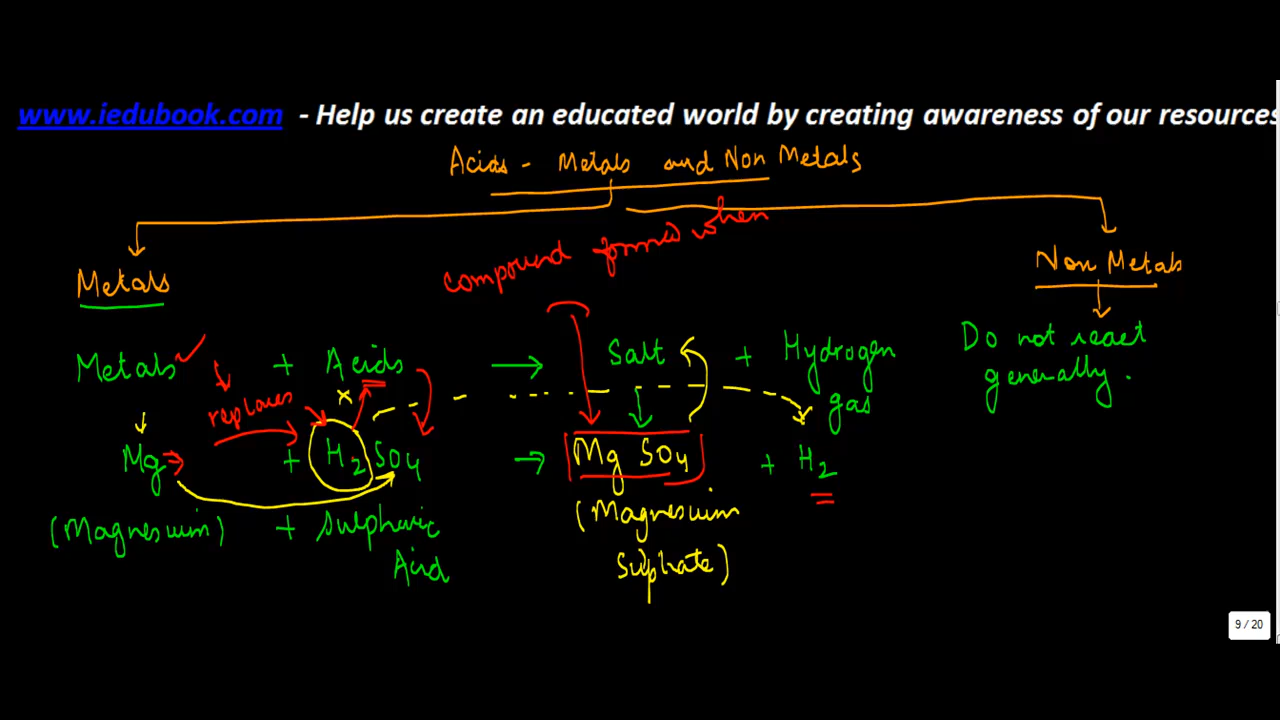 www.iedubook.com - Help us create an educated world by creating awareness of our resources
Acids - Metals and Non Metals
compound formed when
Metals
Non Metals
Metals + Acids → Salt + Hydrogen gas
Do not react
generally.
replaces
Mg + H2SO4 → MgSO4 + H2
(Magnesium) + Sulphuric Acid
(Magnesium
Sulphate)
9 / 20